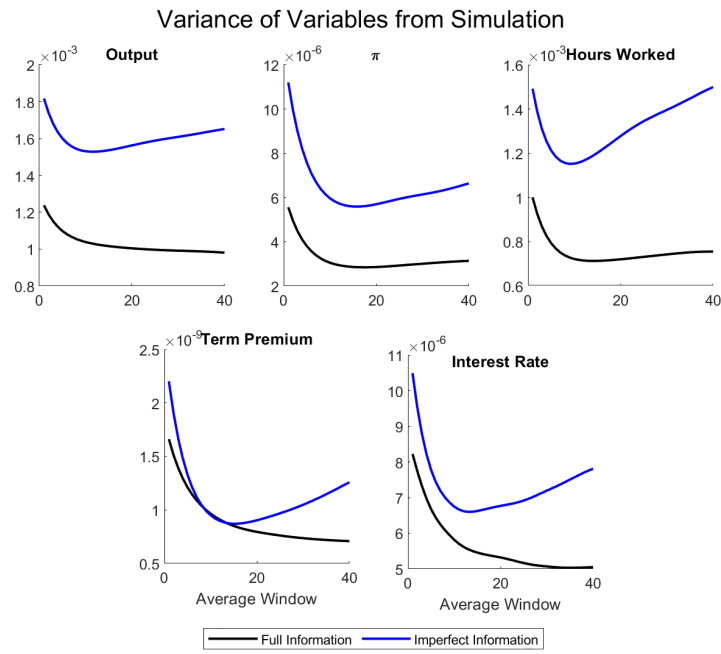 Variance of Variables from Simulation
×10⁻³ Output
2
1.8
1.6
1.4
1.2
1
0.8
0 20 40
×10⁻⁶ π
12
10
8
6
4
2
0 20 40
×10⁻³ Hours Worked
1.6
1.4
1.2
1
0.8
0.6
0 20 40
×10⁻⁹ Term Premium
2.5
2
1.5
1
0.5
0 20 40
Average Window
×10⁻⁶ Interest Rate
11
10
9
8
7
6
5
0 20 40
Average Window
Full Information Imperfect Information